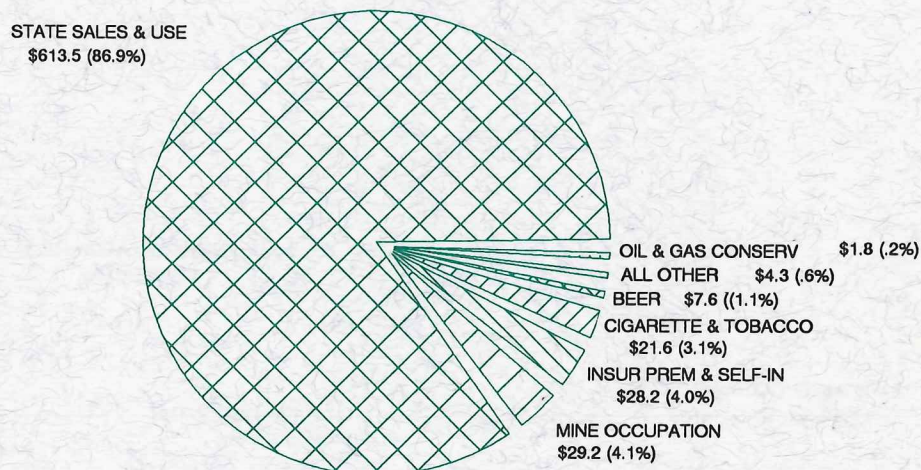 STATE SALES & USE
$613.5 (86.9%)
OIL & GAS CONSERV $1.8 (.2%)
ALL OTHER $4.3 (.6%)
BEER $7.6 ((1.1%)
CIGARETTE & TOBACCO
$21.6 (3.1%)
INSUR PREM & SELF-IN
$28.2 (4.0%)
MINE OCCUPATION
$29.2 (4.1%)